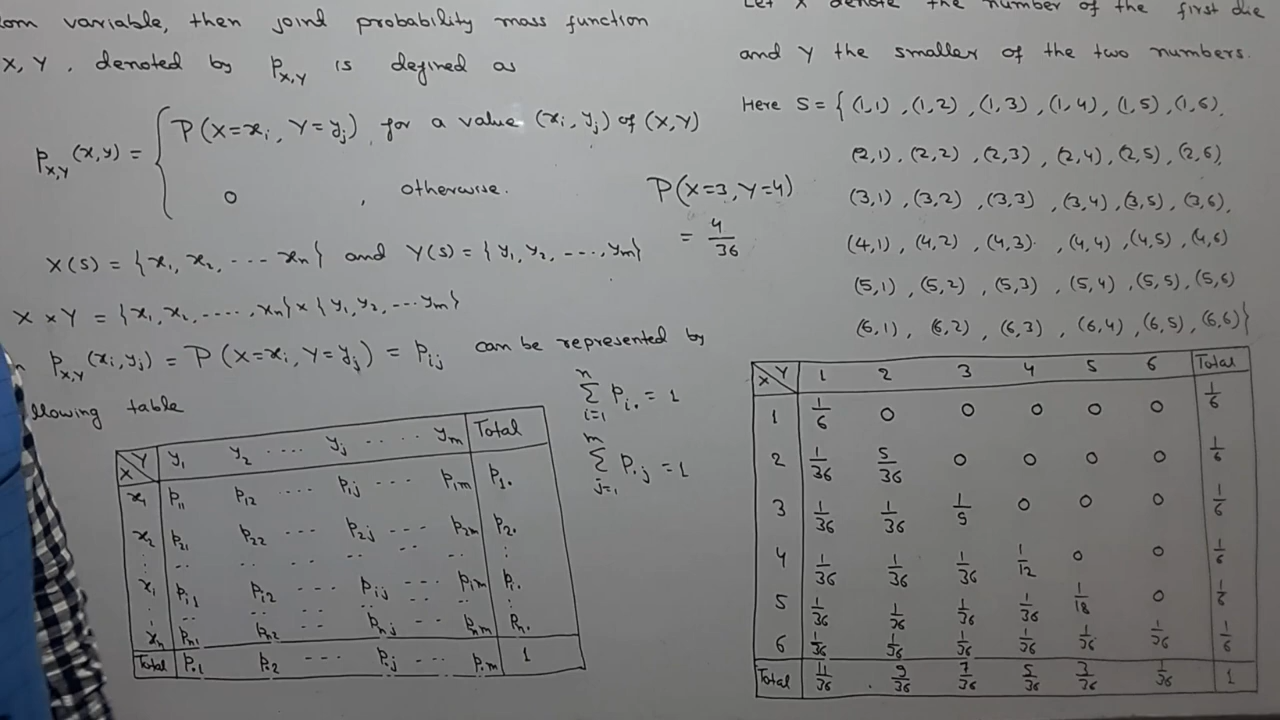 variable, then joind probability mass function
X, Y. denoted by P_X,Y is defined as
P_X,Y (x,y) = { P(X=x_i, Y=y_j), for a value (x_i, y_j) of (X,Y)
0 , otherwise.
X(S) = {x_1, x_2, ... x_n} and Y(S) = {y_1, y_2, ..., y_m}
X × Y = {x_1, x_2, ...., x_n} × {y_1, y_2, ... y_m}
P_X,Y (x_i, y_j) = P(X=x_i, Y=y_j) = P_ij can be represented by
table
X Y y_1 y_2 .... y_j .... y_m Total
x_1 P_11 P_12 .... P_1j ... P_1m P_1.
x_2 P_21 P_22 ... P_2j ... P_2m P_2.
: .. .. .. .. .. :
x_i P_i1 P_i2 ... P_ij ... P_im P_i.
: .. .. .. .. :
x_n P_n1 P_n2 ... P_nj ... P_nm P_n.
Total P_.1 P_.2 ... P_.j ... P_.m 1
n
Σ P_i. = 1
i=1
m
Σ P_.j = 1
j=1
P(X=3, Y=4)
= 4/36
Let X denote the number of the first die
and Y the smaller of the two numbers.
Here S = { (1,1), (1,2), (1,3), (1,4), (1,5), (1,6),
(2,1), (2,2), (2,3), (2,4), (2,5), (2,6),
(3,1), (3,2), (3,3), (3,4), (3,5), (3,6),
(4,1), (4,2), (4,3), (4,4), (4,5), (4,6)
(5,1), (5,2), (5,3), (5,4), (5,5), (5,6)
(6,1), (6,2), (6,3), (6,4), (6,5), (6,6)}
X Y 1 2 3 4 5 6 Total
1 1/6 0 0 0 0 0 1/6
2 1/36 5/36 0 0 0 0 1/6
3 1/36 1/36 1/9 0 0 0 1/6
4 1/36 1/36 1/36 1/12 0 0 1/6
5 1/36 1/36 1/36 1/36 1/18 0 1/6
6 1/36 1/36 1/36 1/36 1/36 1/36 1/6
Total 11/36 9/36 7/36 5/36 3/36 1/36 1